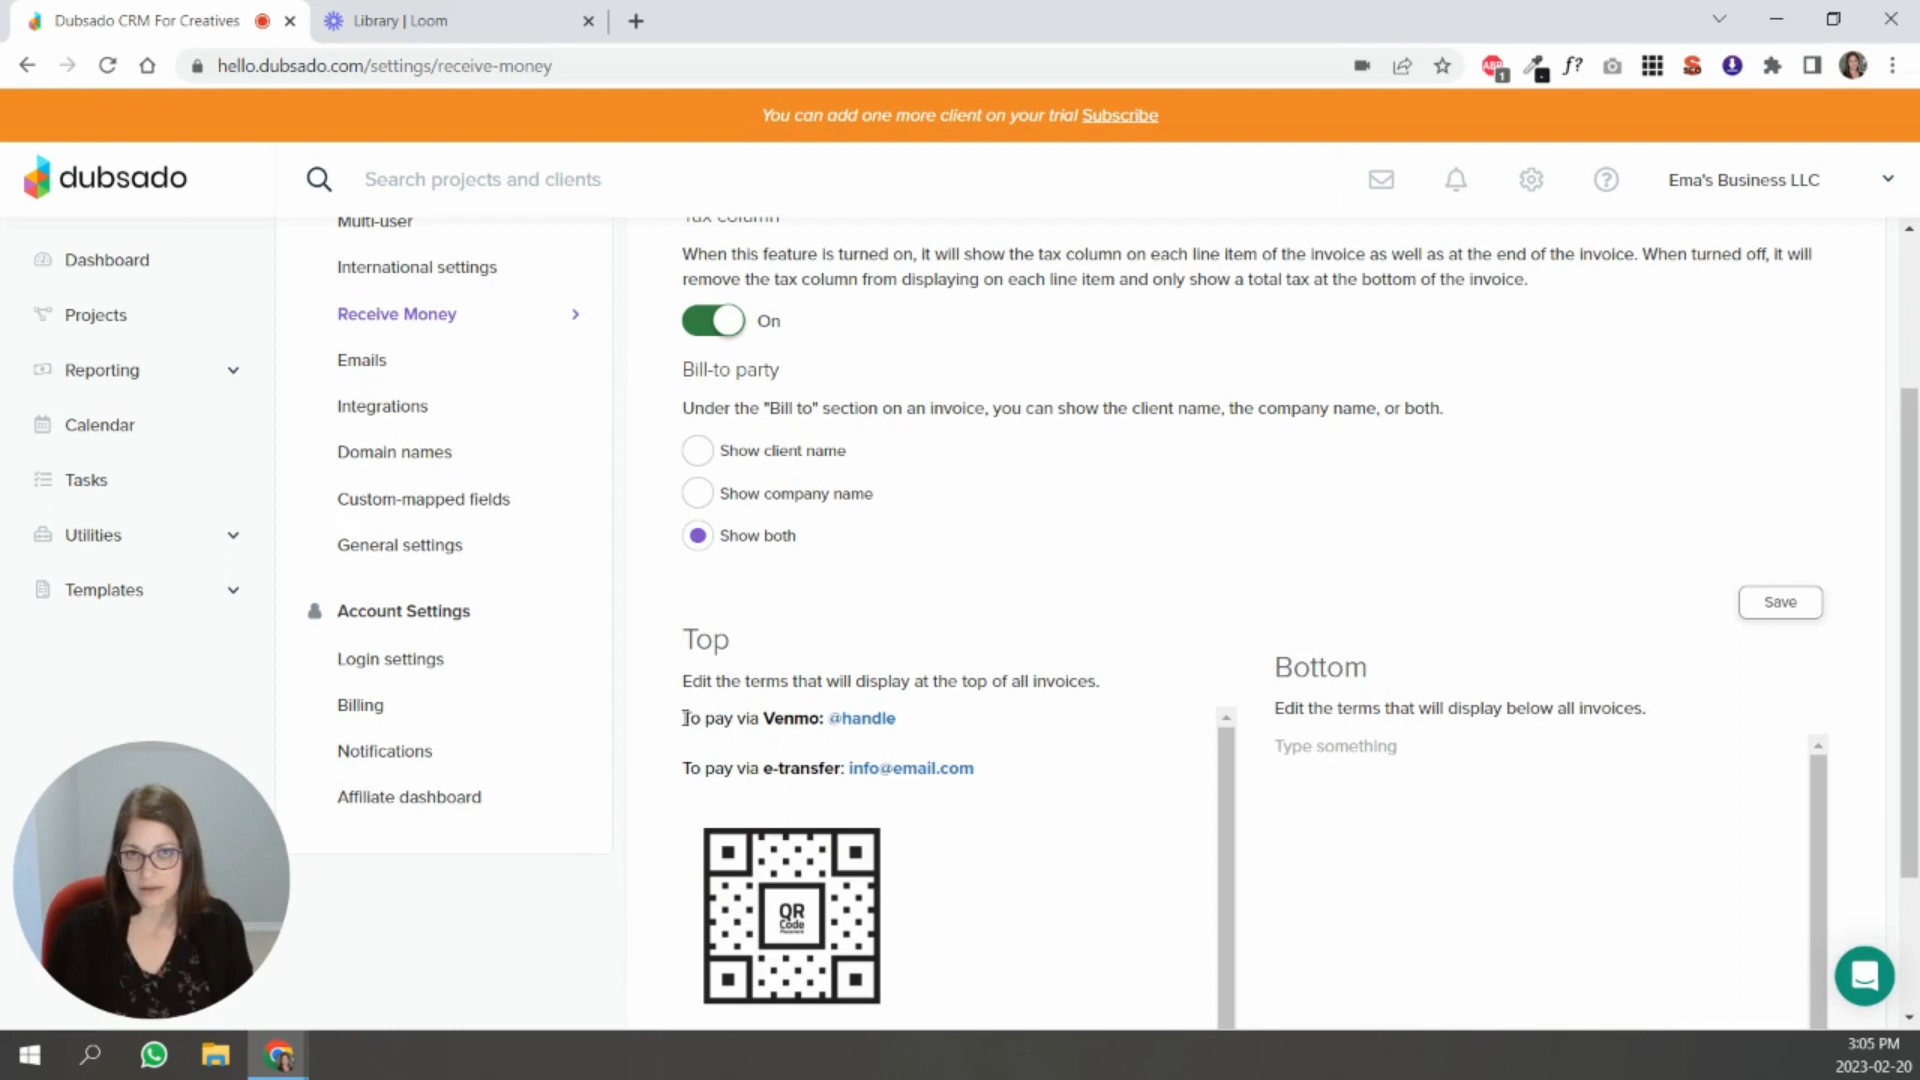 Dubsado CRM For Creatives
Library | Loom
hello.dubsado.com/settings/receive-money
ABP
1
f?
You can add one more client on your trial Subscribe
dubsado
Search projects and clients
Ema's Business LLC
Dashboard
Projects
Reporting
Calendar
Tasks
Utilities
Templates
Multi-user
International settings
Receive Money
Emails
Integrations
Domain names
Custom-mapped fields
General settings
Account Settings
Login settings
Billing
Notifications
Affiliate dashboard
Tax column
When this feature is turned on, it will show the tax column on each line item of the invoice as well as at the end of the invoice. When turned off, it will
remove the tax column from displaying on each line item and only show a total tax at the bottom of the invoice.
On
Bill-to party
Under the "Bill to" section on an invoice, you can show the client name, the company name, or both.
Show client name
Show company name
Show both
Save
Top
Edit the terms that will display at the top of all invoices.
To pay via Venmo: @handle
To pay via e-transfer: info@email.com
QR
Code
Bottom
Edit the terms that will display below all invoices.
Type something
3:05 PM
2023-02-20